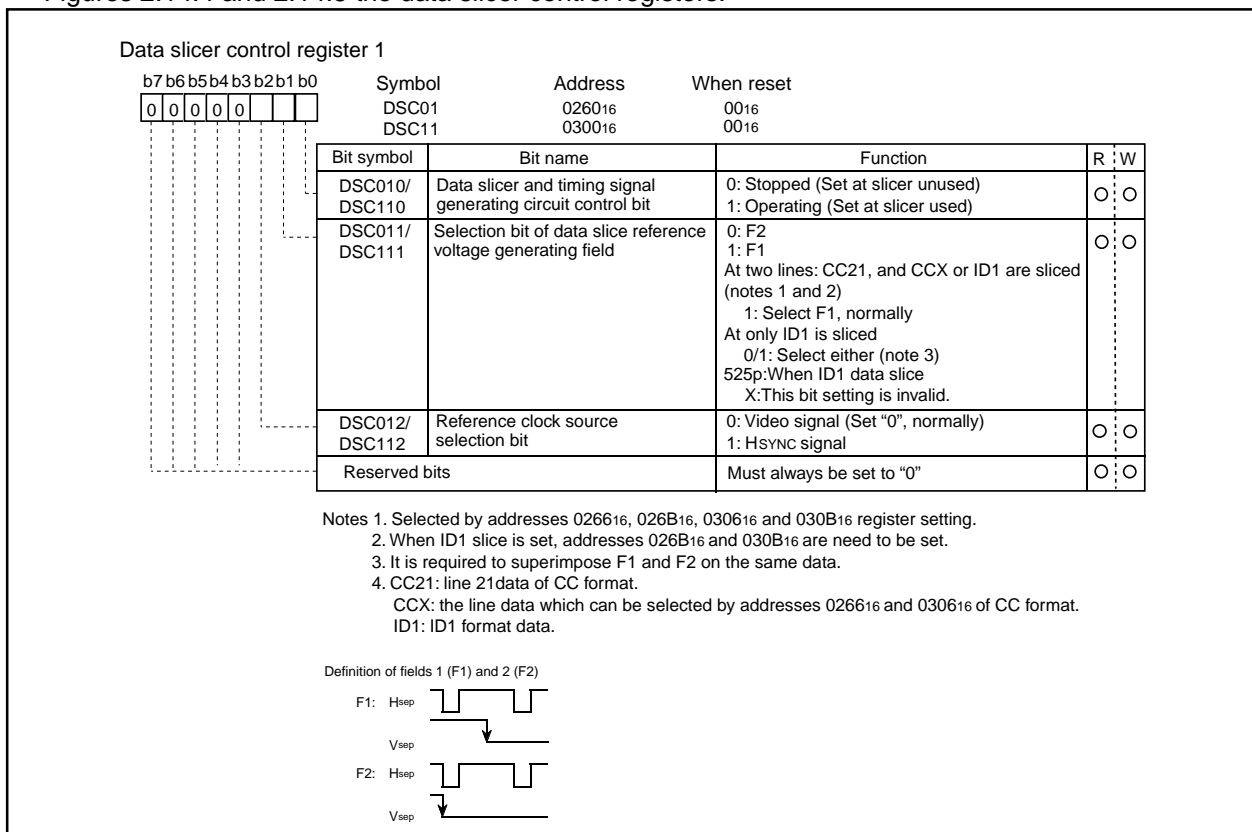 Figures 2.14.4 and 2.14.5 the data slicer control registers.
Data slicer control register 1
b7 b6 b5 b4 b3 b2 b1 b0
Symbol Address When reset
0 0 0 0 0
DSC01 026016 0016
DSC11 030016 0016
Bit symbol Bit name Function R W
DSC010/ Data slicer and timing signal 0: Stopped (Set at slicer unused)
DSC110 generating circuit control bit 1: Operating (Set at slicer used)
DSC011/ Selection bit of data slice reference 0: F2
DSC111 voltage generating field 1: F1
At two lines: CC21, and CCX or ID1 are sliced
(notes 1 and 2)
1: Select F1, normally
At only ID1 is sliced
0/1: Select either (note 3)
525p:When ID1 data slice
X:This bit setting is invalid.
DSC012/ Reference clock source 0: Video signal (Set “0”, normally)
DSC112 selection bit 1: HSYNC signal
Reserved bits Must always be set to “0”
Notes 1. Selected by addresses 026616, 026B16, 030616 and 030B16 register setting.
2. When ID1 slice is set, addresses 026B16 and 030B16 are need to be set.
3. It is required to superimpose F1 and F2 on the same data.
4. CC21: line 21data of CC format.
CCX: the line data which can be selected by addresses 026616 and 030616 of CC format.
ID1: ID1 format data.
Definition of fields 1 (F1) and 2 (F2)
F1: Hsep
Vsep
F2: Hsep
Vsep